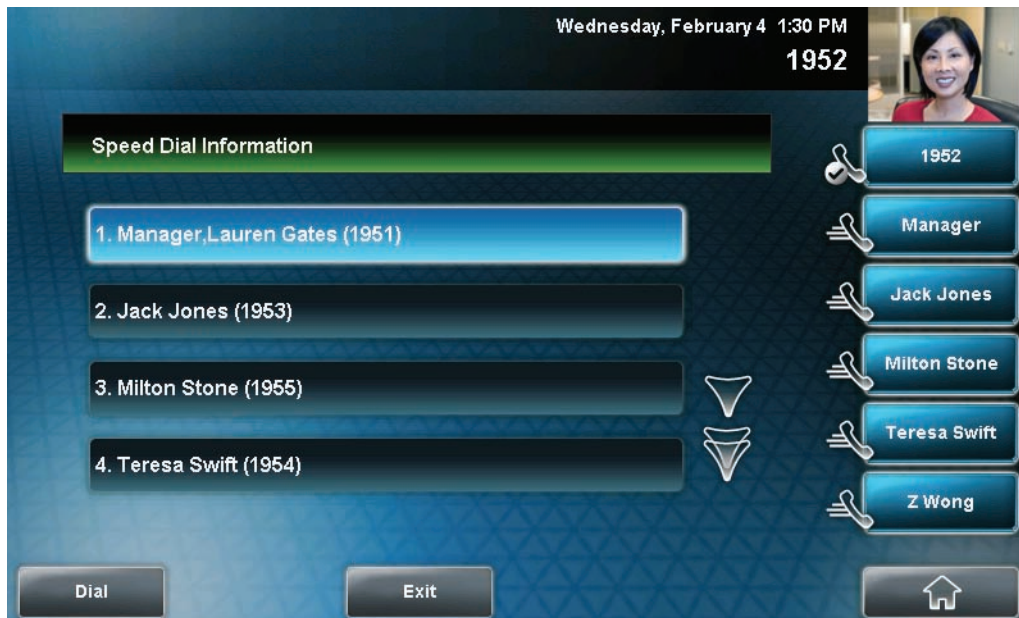 Wednesday, February 4 1:30 PM
1952
Speed Dial Information
1. Manager,Lauren Gates (1951)
2. Jack Jones (1953)
3. Milton Stone (1955)
4. Teresa Swift (1954)
1952
Manager
Jack Jones
Milton Stone
Teresa Swift
Z Wong
Dial
Exit